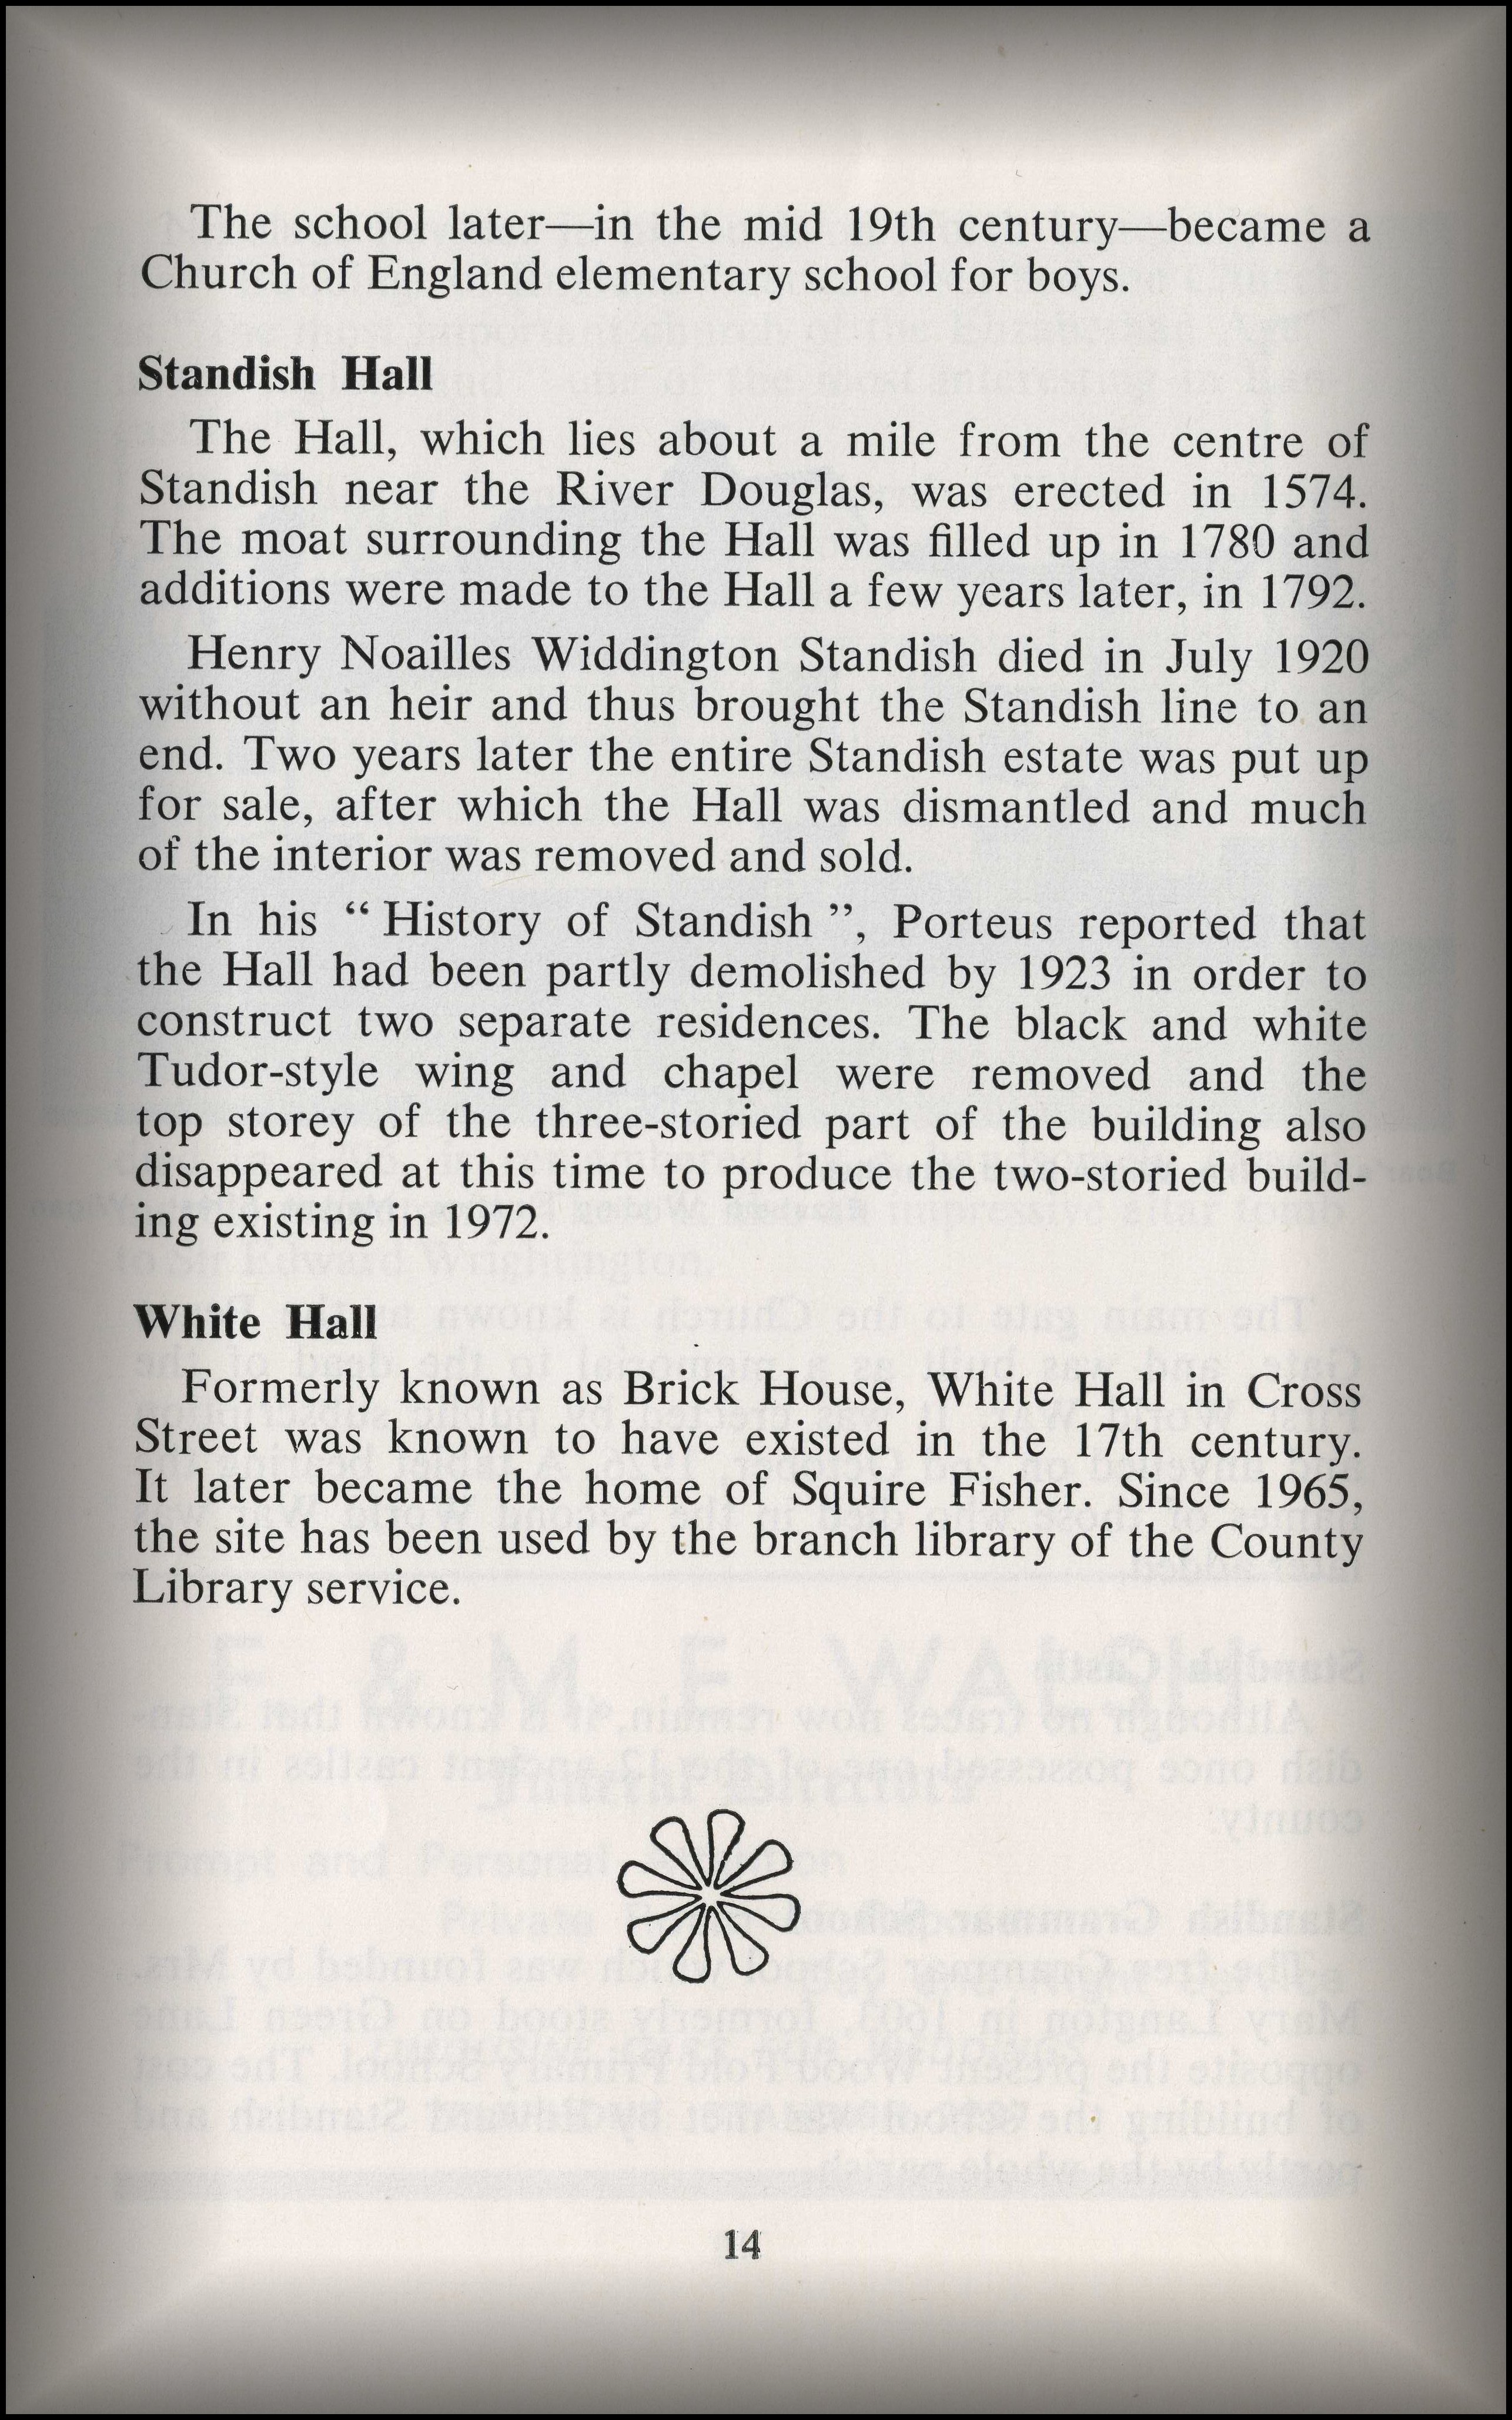 The school later—in the mid 19th century—became a
Church of England elementary school for boys.
Standish Hall
The Hall, which lies about a mile from the centre of
Standish near the River Douglas, was erected in 1574.
The moat surrounding the Hall was filled up in 1780 and
additions were made to the Hall a few years later, in 1792.
Henry Noailles Widdington Standish died in July 1920
without an heir and thus brought the Standish line to an
end. Two years later the entire Standish estate was put up
for sale, after which the Hall was dismantled and much
of the interior was removed and sold.
In his “ History of Standish ”, Porteus reported that
the Hall had been partly demolished by 1923 in order to
construct two separate residences. The black and white
Tudor-style wing and chapel were removed and the
top storey of the three-storied part of the building also
disappeared at this time to produce the two-storied build-
ing existing in 1972.
White Hall
Formerly known as Brick House, White Hall in Cross
Street was known to have existed in the 17th century.
It later became the home of Squire Fisher. Since 1965,
the site has been used by the branch library of the County
Library service.
14